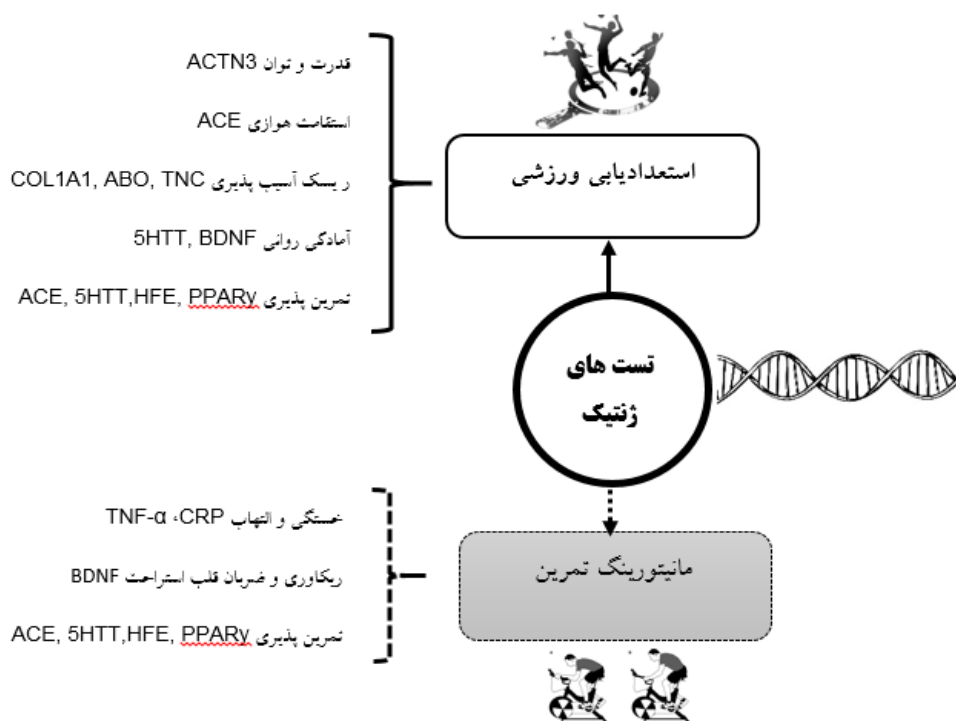 استعدادیابی ورزشی
قدرت و توان ACTN3
استقامت هوازی ACE
ریسک آسیب پذیری COL1A1, ABO, TNC
آمادگی روانی 5HTT, BDNF
تمرین پذیری ACE, 5HTT,HFE, PPARγ
تست های
ژنتیک
مانیتورینگ تمرین
خستگی و التهاب TNF-α ،CRP
ریکاوری و ضربان قلب استراحت BDNF
تمرین پذیری ACE, 5HTT,HFE, PPARγ